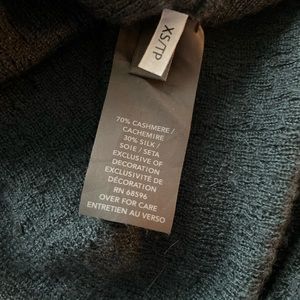 XS/TP
70% CASHMERE /
CACHEMIRE
30% SILK /
SOIE / SETA
EXCLUSIVE OF
DECORATION
EXCLUSIVITÉ DE
DÉCORATION
RN 68596
OVER FOR CARE
ENTRETIEN AU VERSO